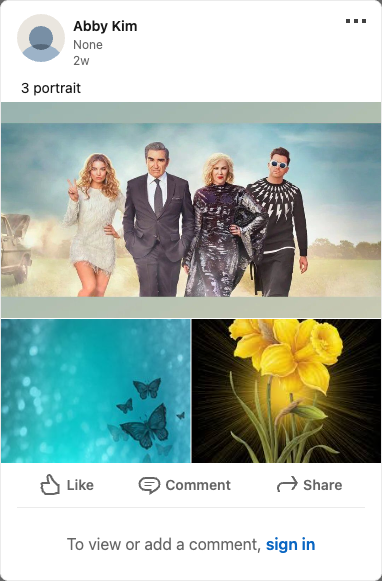 Abby Kim
None
2w
3 portrait
Like
Comment
Share
To view or add a comment, sign in